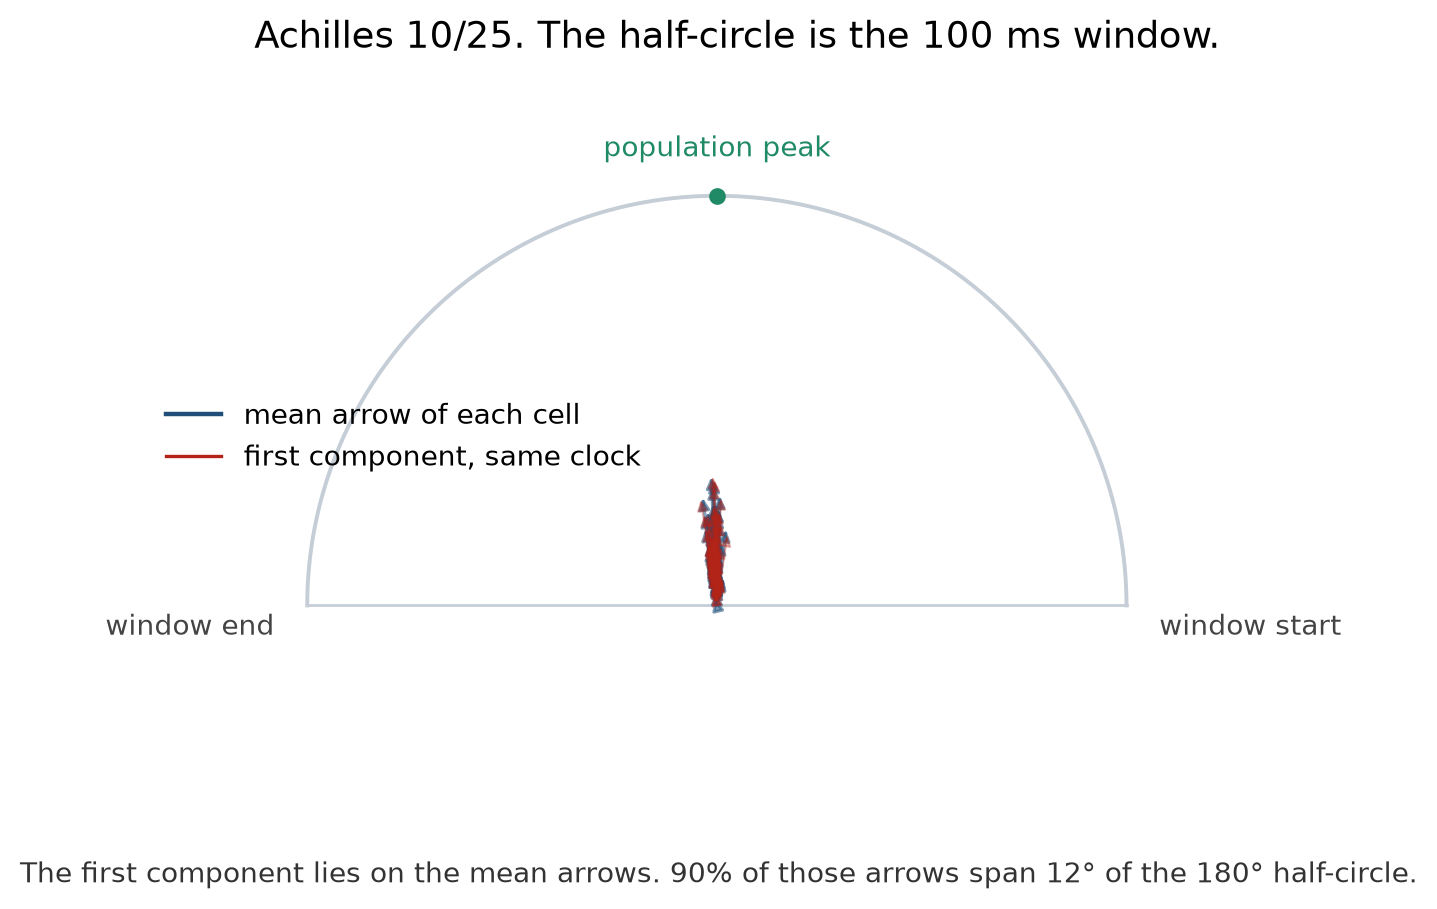 Achilles 10/25. The half-circle is the 100 ms window.
population peak
mean arrow of each cell
first component, same clock
window end
window start
The first component lies on the mean arrows. 90% of those arrows span 12° of the 180° half-circle.